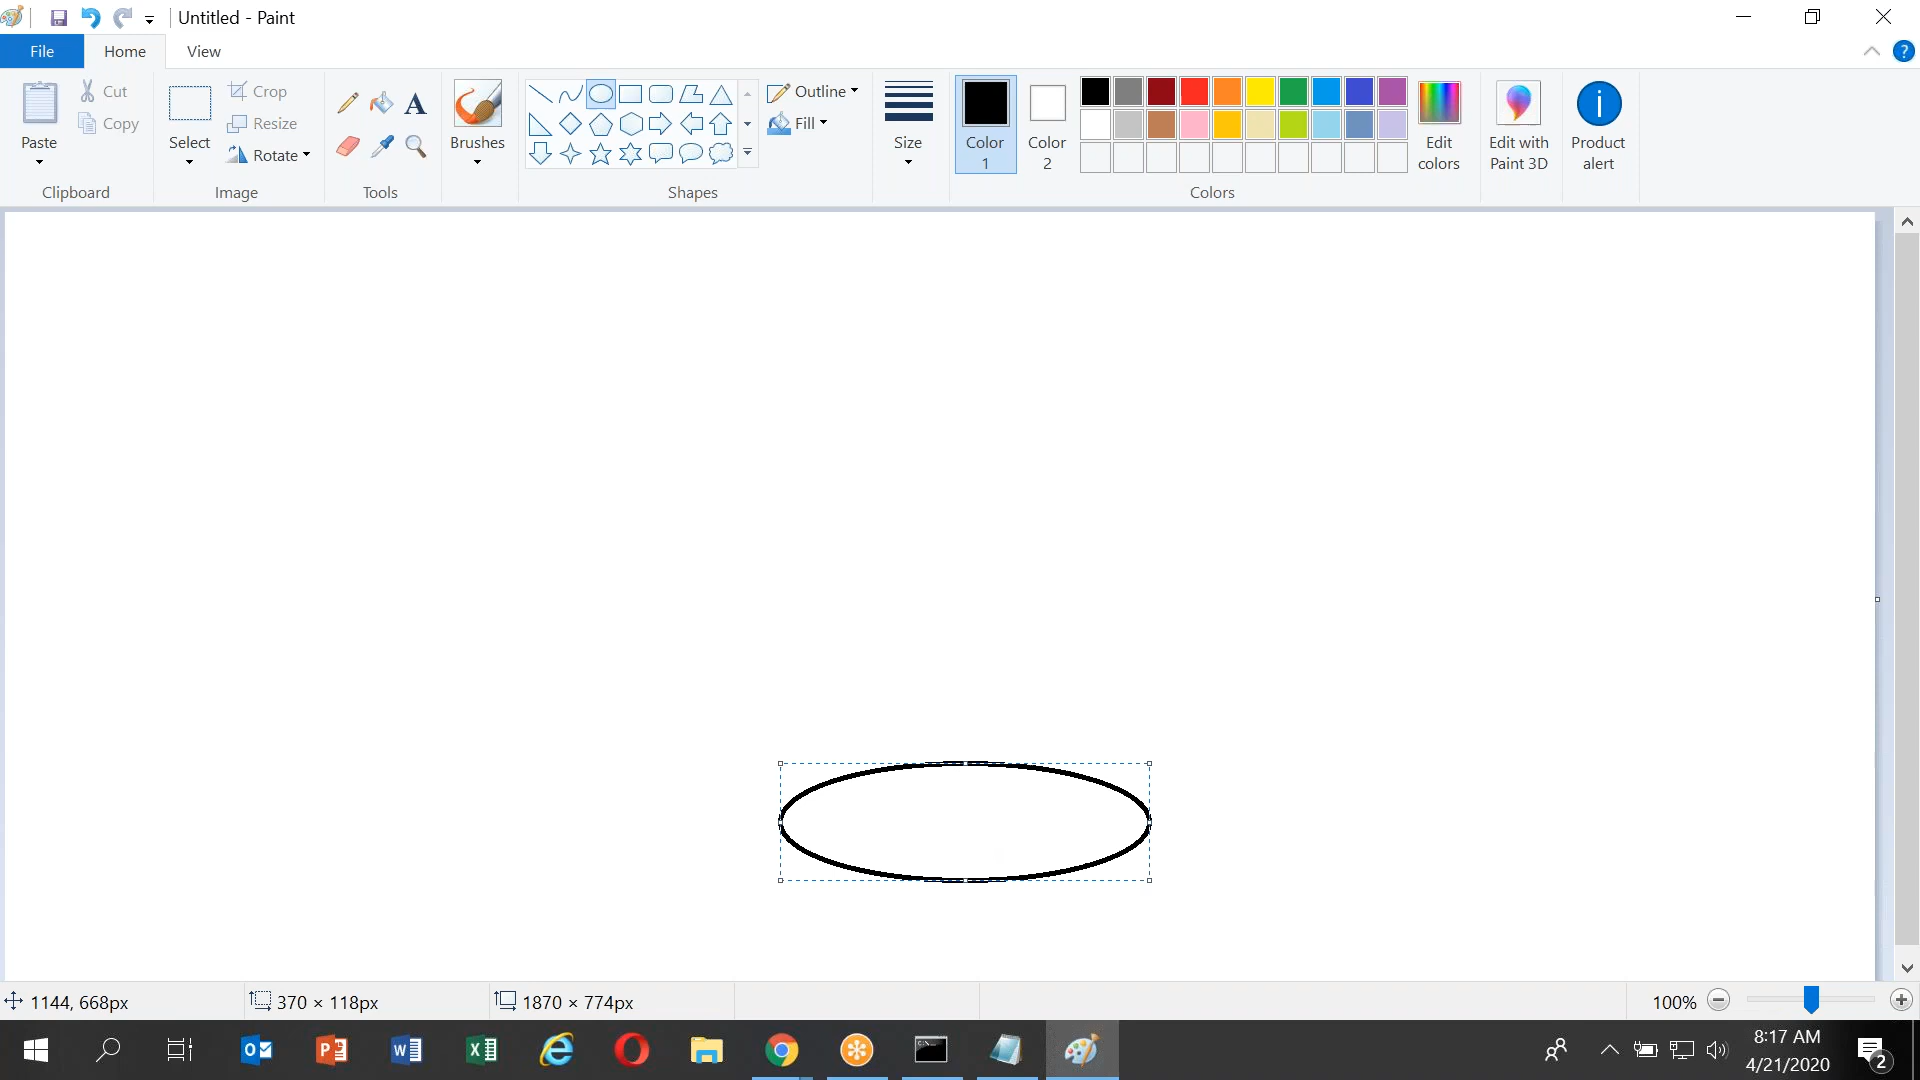 Untitled - Paint
File Home View
Paste
Cut
Copy
Clipboard
Select
Crop
Resize
Rotate
Image
A
Tools
Brushes
Outline
Fill
Shapes
Size
Color 1
Color 2
Colors
Edit colors
Edit with Paint 3D
Product alert
1144, 668px
370 × 118px
1870 × 774px
100%
8:17 AM
4/21/2020
2